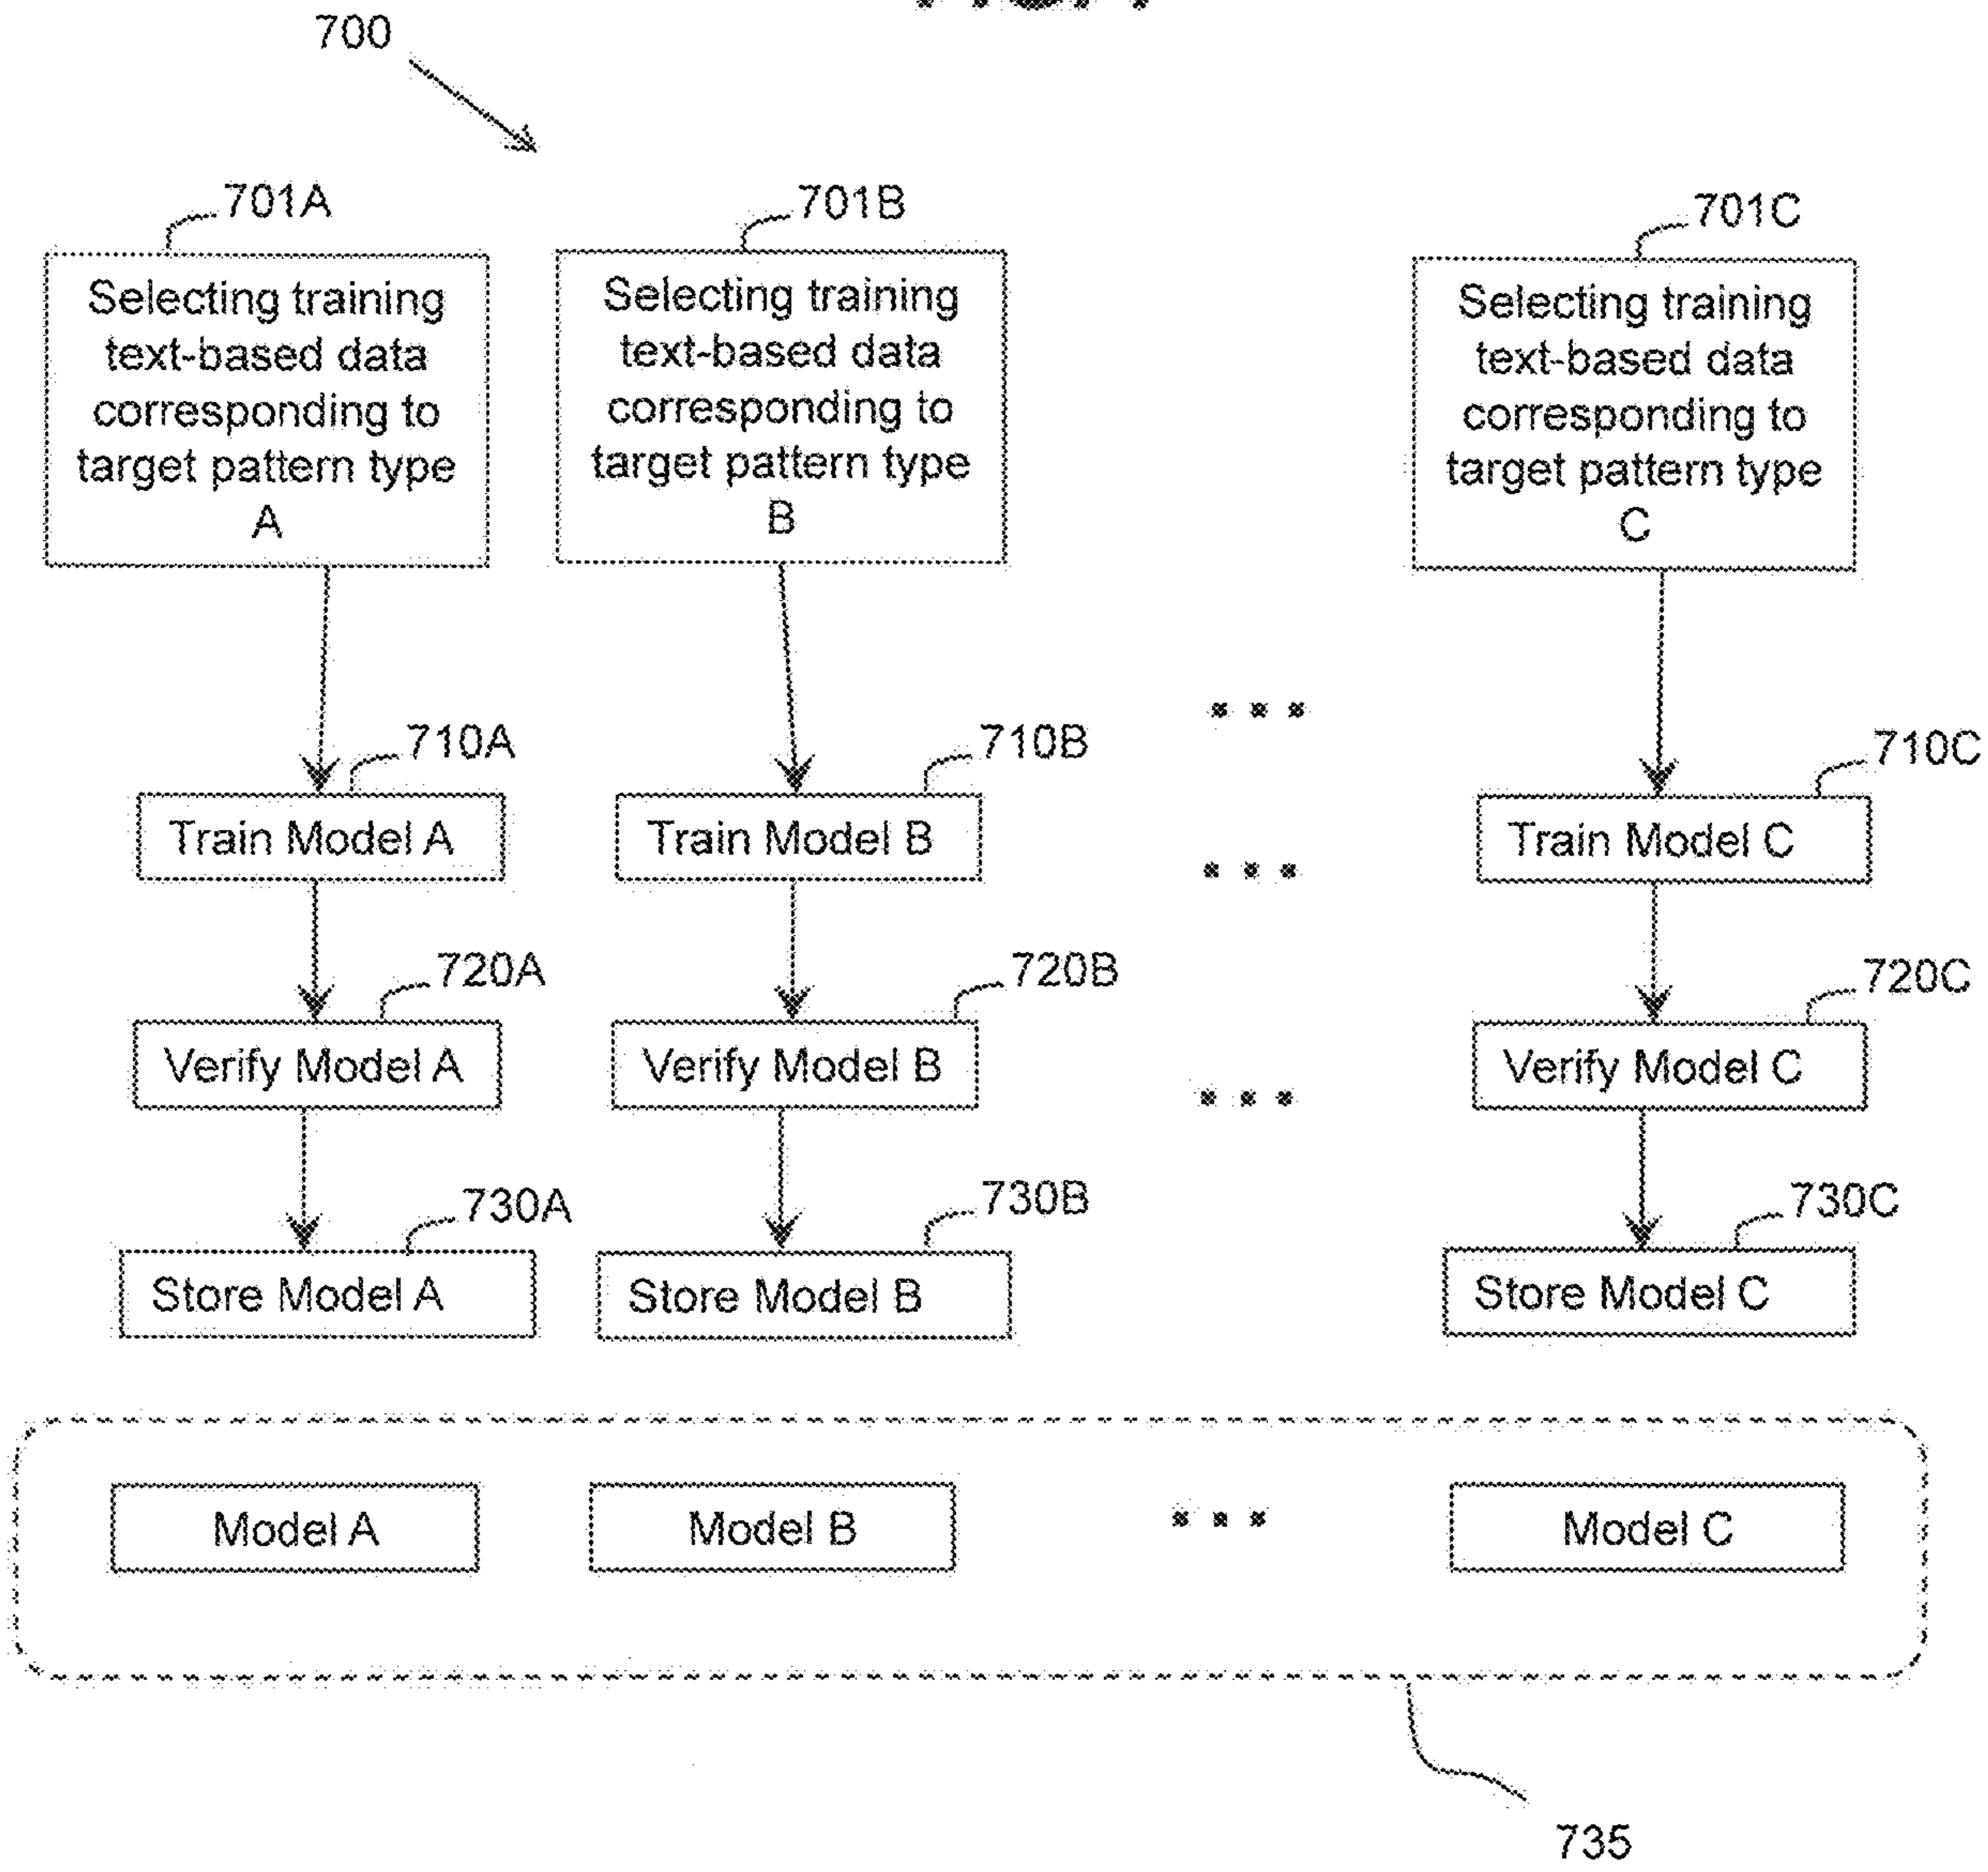 700
701A
701B
701C
Selecting training
text-based data
corresponding to
target pattern type
A
Selecting training
text-based data
corresponding to
target pattern type
B
Selecting training
text-based data
corresponding to
target pattern type
C
710A
710B
710C
Train Model A
Train Model B
Train Model C
720A
720B
720C
Verify Model A
Verify Model B
Verify Model C
730A
730B
730C
Store Model A
Store Model B
Store Model C
Model A
Model B
Model C
735